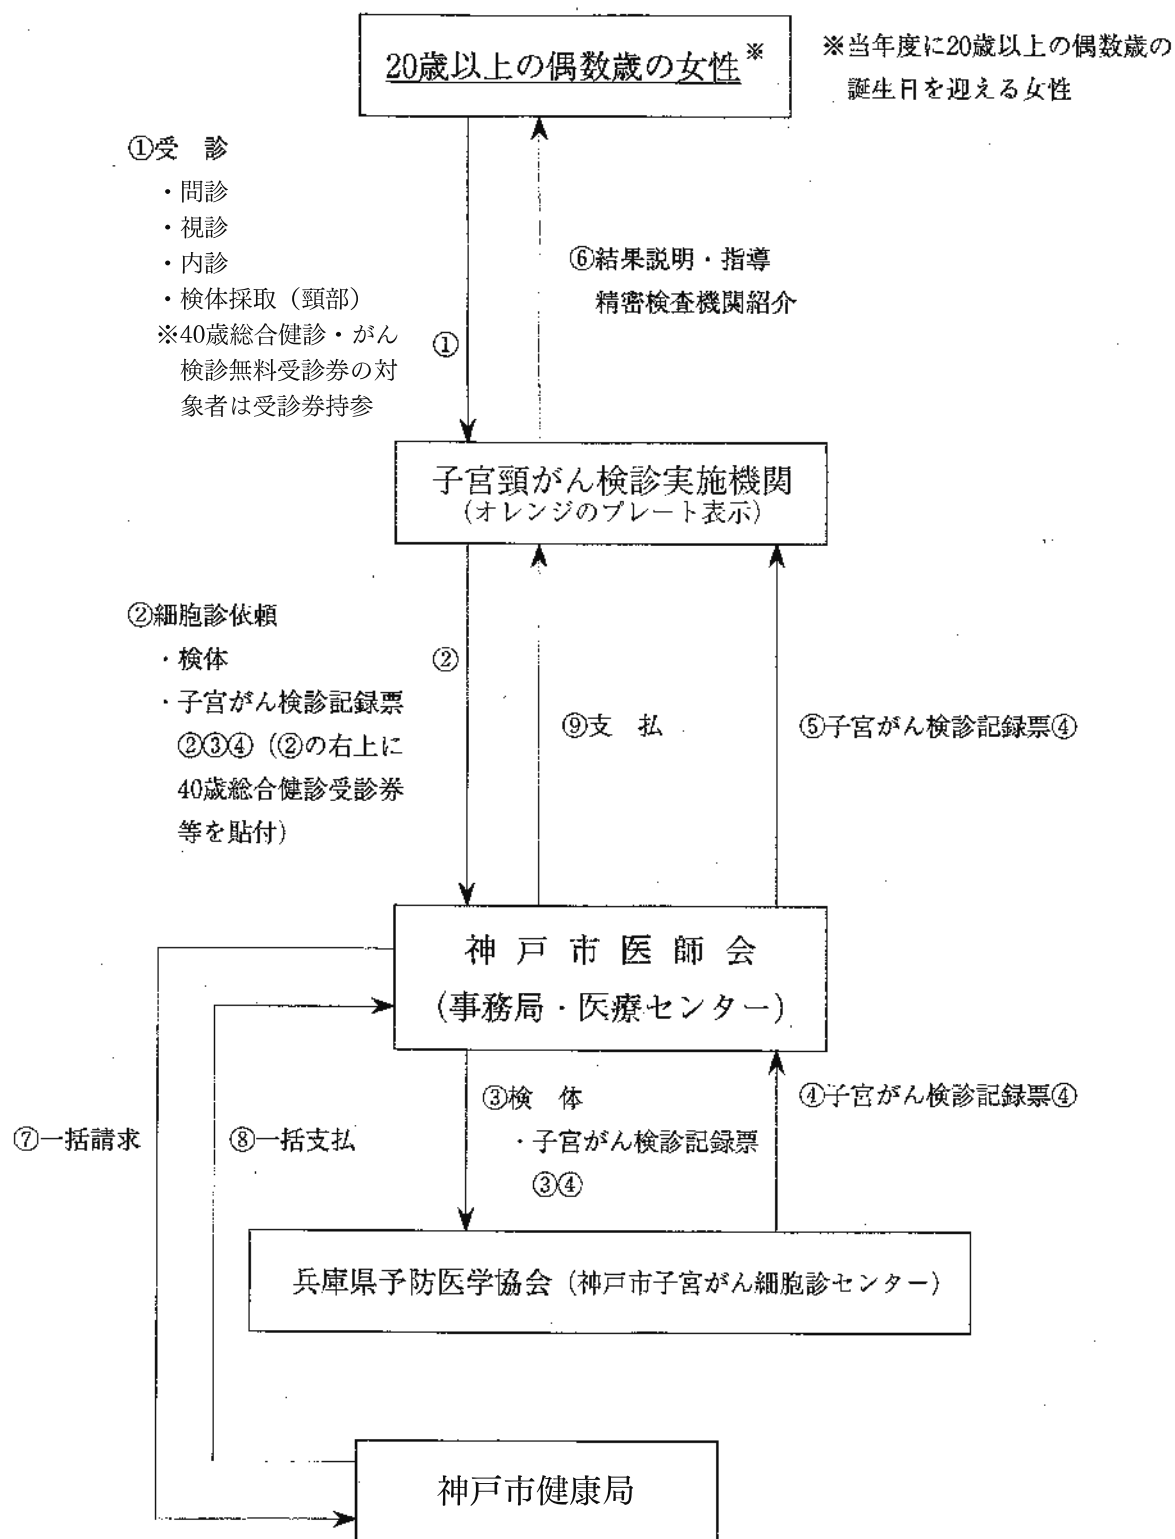 20歳以上の偶数歳の女性※
※当年度に20歳以上の偶数歳の
誕生日を迎える女性
①受　診
・問診
・視診
・内診
・検体採取（頸部）
※40歳総合健診・がん
検診無料受診券の対
象者は受診券持参
①
⑥結果説明・指導
精密検査機関紹介
子宮頸がん検診実施機関
（オレンジのプレート表示）
②細胞診依頼
・検体
・子宮がん検診記録票
②③④（②の右上に
40歳総合健診受診券
等を貼付）
②
⑨支　払
⑤子宮がん検診記録票④
神戸市医師会
（事務局・医療センター）
③検　体
・子宮がん検診記録票
③④
④子宮がん検診記録票④
⑦一括請求
⑧一括支払
兵庫県予防医学協会（神戸市子宮がん細胞診センター）
神戸市健康局